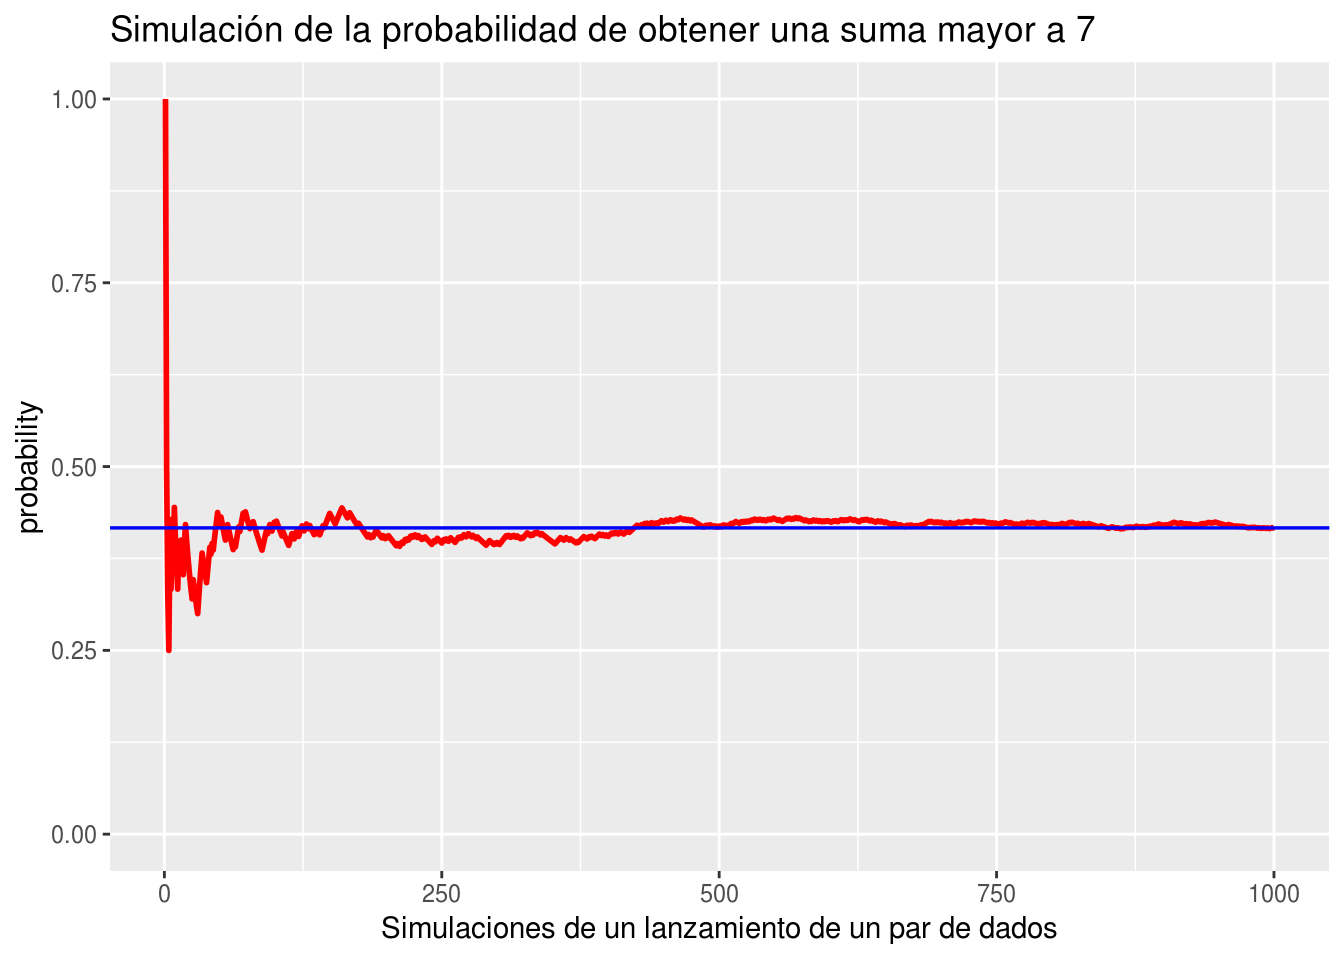 Simulación de la probabilidad de obtener una suma mayor a 7
1.00
0.75
0.50
0.25
0.00
probability
0 250 500 750 1000
Simulaciones de un lanzamiento de un par de dados